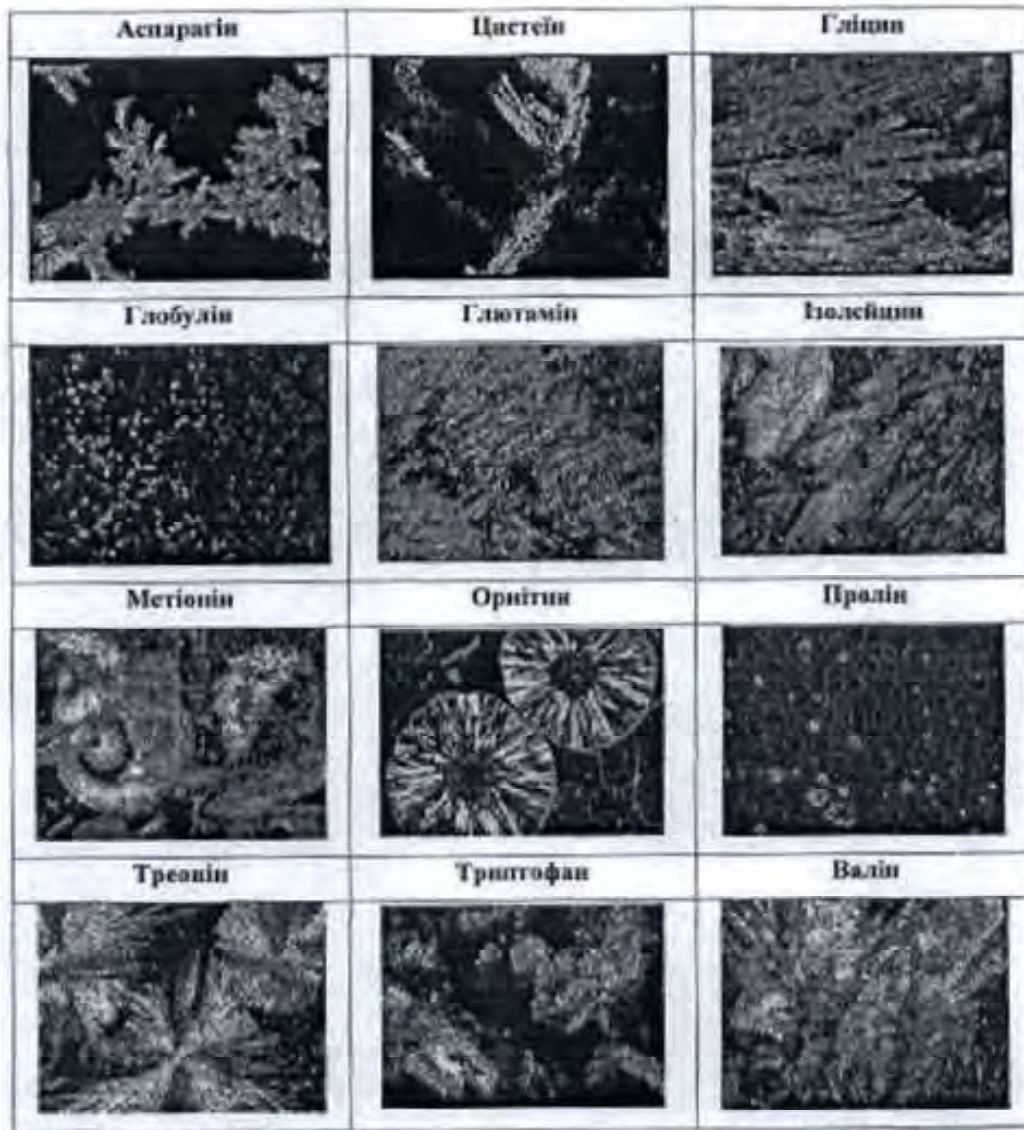 Аспарагін
Цистеїн
Гліцин
Глобулін
Глютамін
Ізолейцин
Метіонін
Орнітин
Пролін
Треонін
Триптофан
Валін